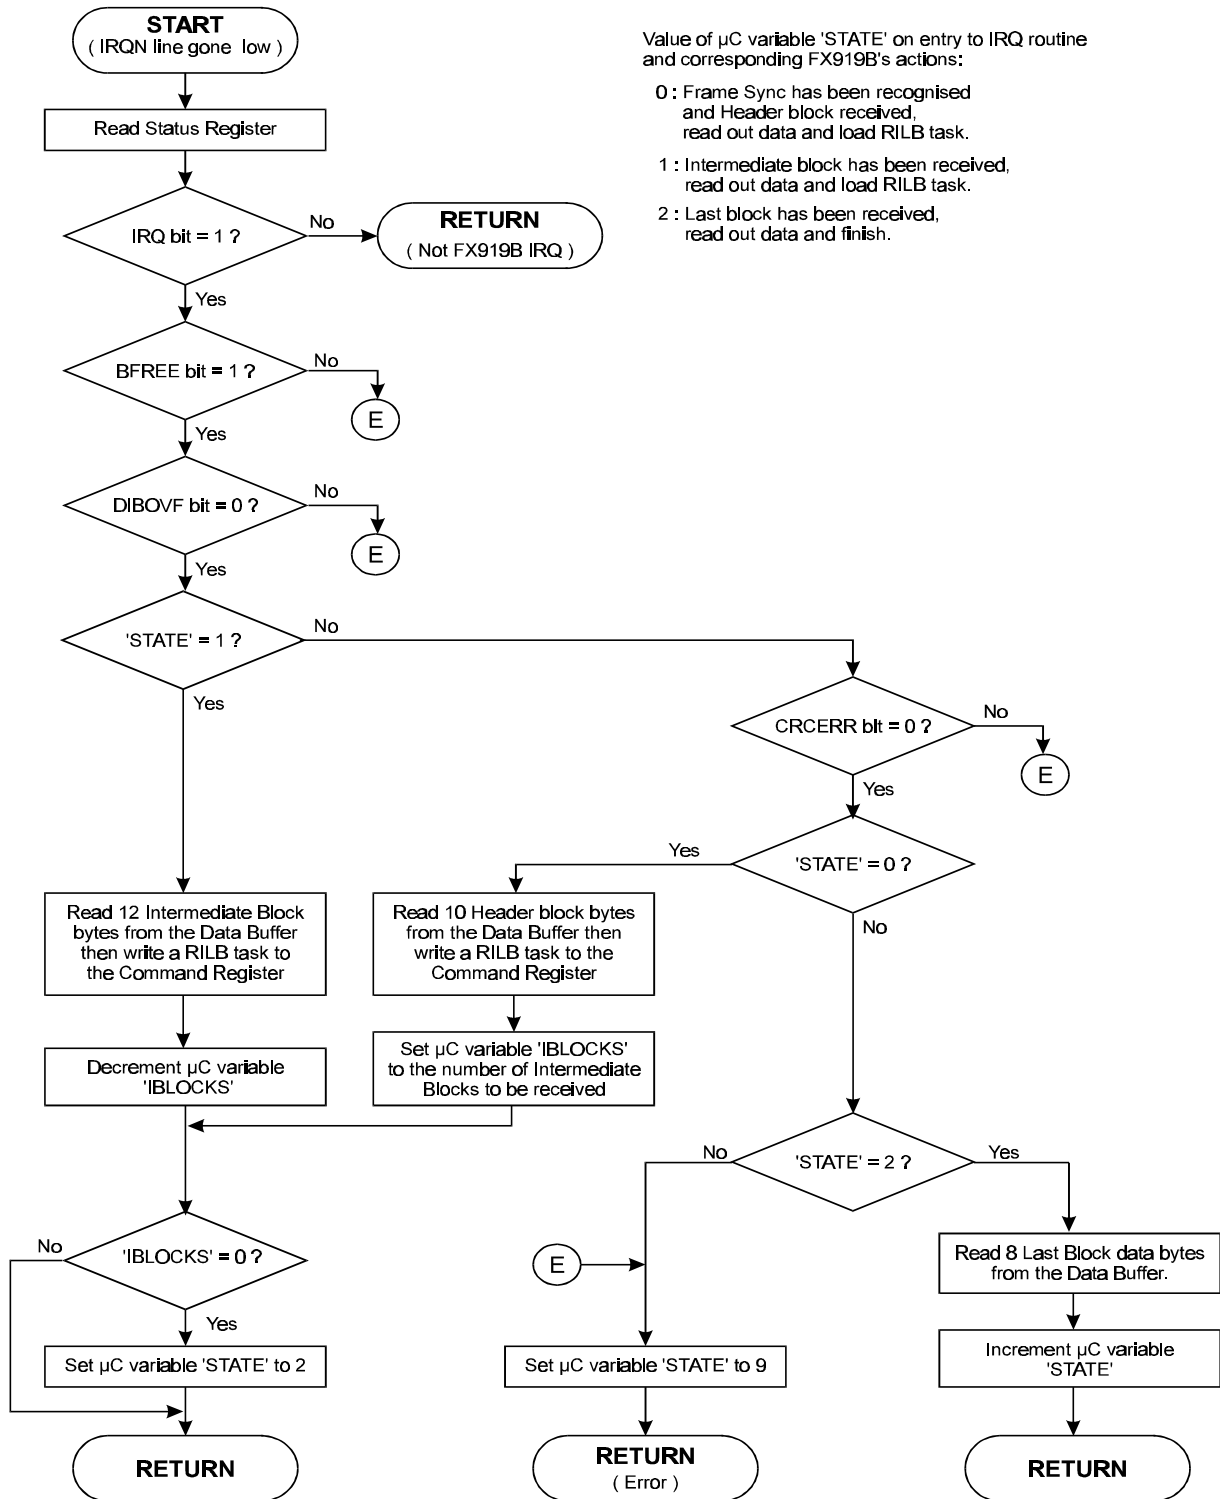 START
( IRQN line gone low )
Value of µC variable 'STATE' on entry to IRQ routine
and corresponding FX919B's actions:
0 : Frame Sync has been recognised
and Header block received,
read out data and load RILB task.
1 : Intermediate block has been received,
read out data and load RILB task.
2 : Last block has been received,
read out data and finish.
Read Status Register
IRQ bit = 1 ?
No
RETURN
( Not FX919B IRQ )
Yes
BFREE bit = 1 ?
No
E
Yes
DIBOVF bit = 0 ?
No
E
Yes
'STATE' = 1 ?
No
Yes
CRCERR bit = 0 ?
No
E
Yes
'STATE' = 0 ?
Yes
No
Read 12 Intermediate Block
bytes from the Data Buffer
then write a RILB task to
the Command Register
Read 10 Header block bytes
from the Data Buffer then
write a RILB task to the
Command Register
Decrement µC variable
'IBLOCKS'
Set µC variable 'IBLOCKS'
to the number of Intermediate
Blocks to be received
'STATE' = 2 ?
No
Yes
'IBLOCKS' = 0 ?
No
Yes
E
Read 8 Last Block data bytes
from the Data Buffer.
Set µC variable 'STATE' to 2
Set µC variable 'STATE' to 9
Increment µC variable
'STATE'
RETURN
RETURN
( Error )
RETURN